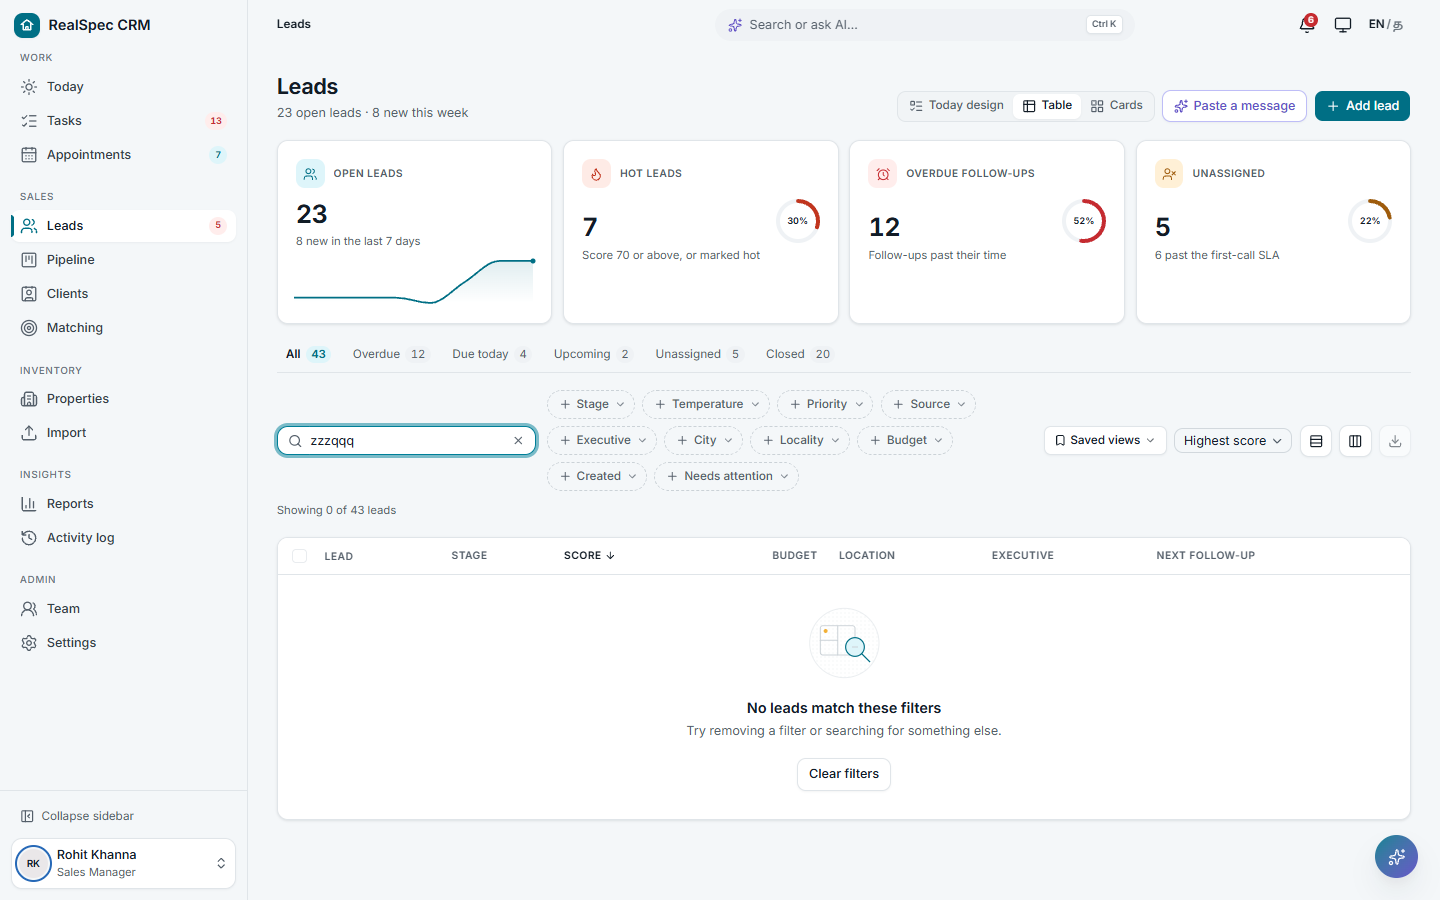 RealSpec CRM
WORK
Today
Tasks 13
Appointments 7
SALES
Leads 5
Pipeline
Clients
Matching
INVENTORY
Properties
Import
INSIGHTS
Reports
Activity log
ADMIN
Team
Settings
Collapse sidebar
RK
Rohit Khanna
Sales Manager
Leads
Search or ask AI...
Ctrl K
6
EN / த
Leads
23 open leads · 8 new this week
Today design
Table
Cards
Paste a message
Add lead
OPEN LEADS
23
8 new in the last 7 days
HOT LEADS
7
30%
Score 70 or above, or marked hot
OVERDUE FOLLOW-UPS
12
52%
Follow-ups past their time
UNASSIGNED
5
22%
6 past the first-call SLA
All 43
Overdue 12
Due today 4
Upcoming 2
Unassigned 5
Closed 20
zzzqqq
Stage
Temperature
Priority
Source
Executive
City
Locality
Budget
Created
Needs attention
Saved views
Highest score
Showing 0 of 43 leads
LEAD
STAGE
SCORE
BUDGET
LOCATION
EXECUTIVE
NEXT FOLLOW-UP
No leads match these filters
Try removing a filter or searching for something else.
Clear filters